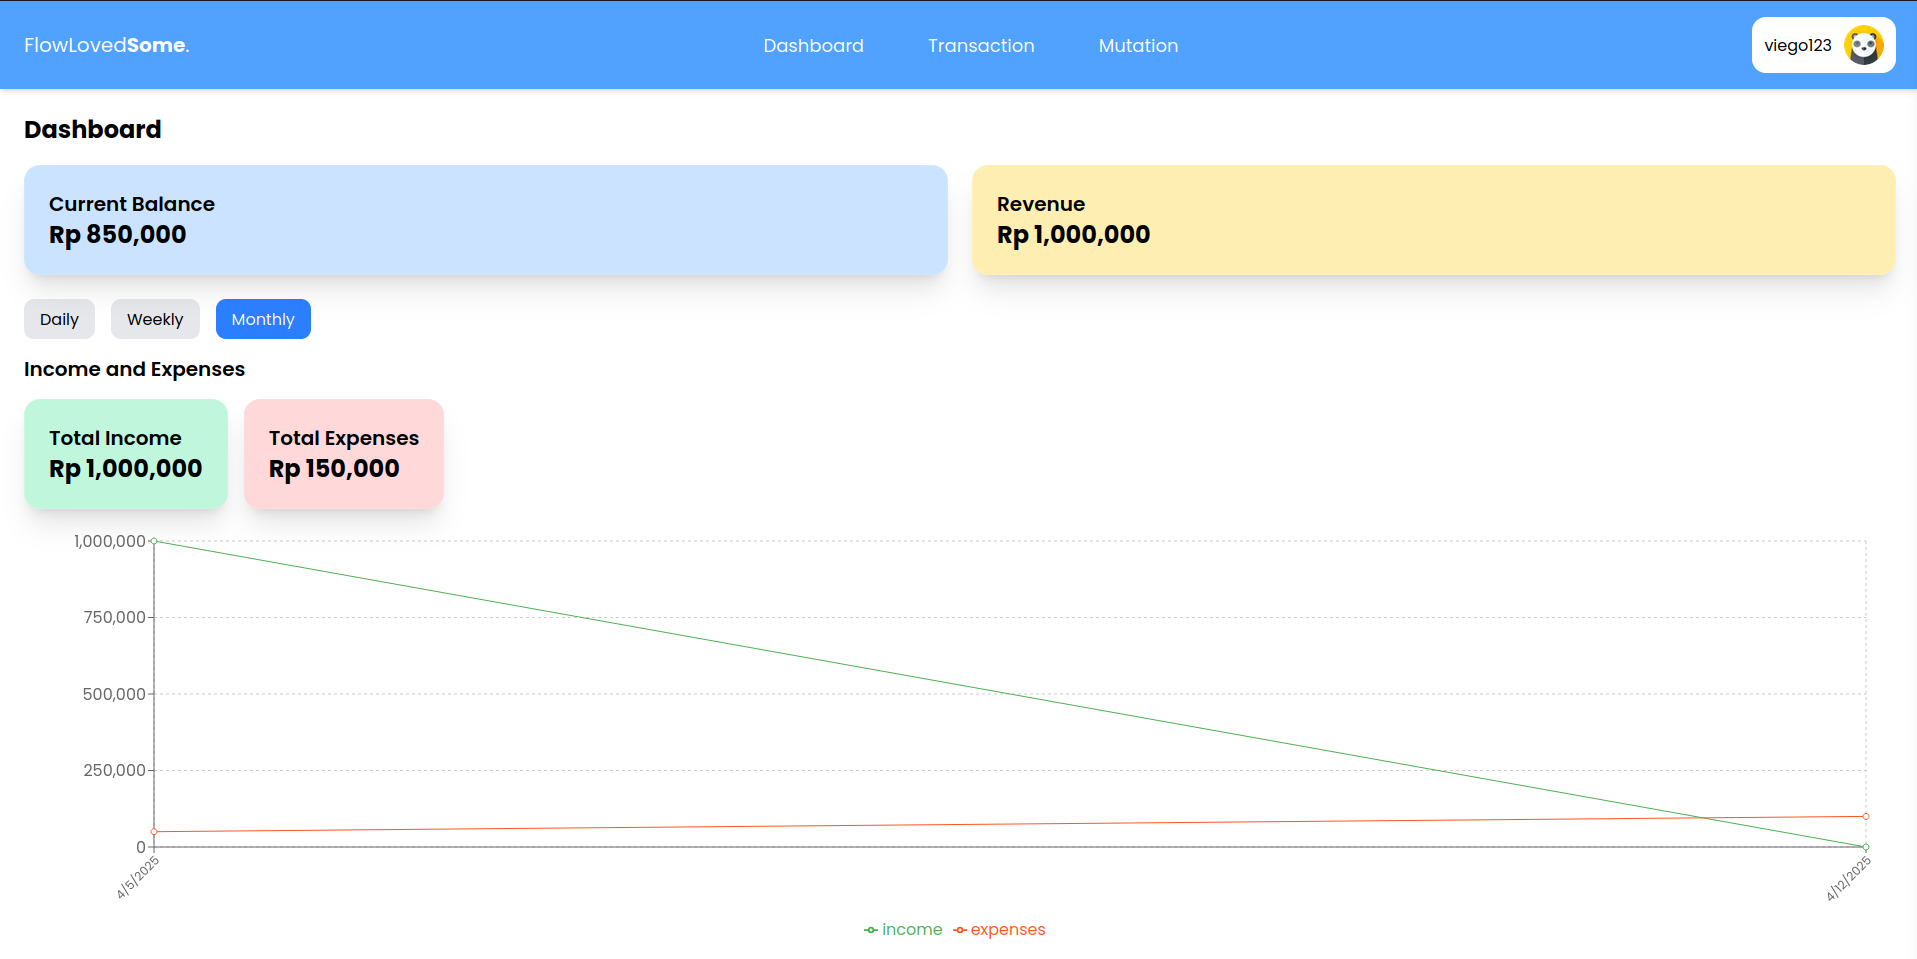 FlowLovedSome.
Dashboard
Transaction
Mutation
viego123
Dashboard
Current Balance
Rp 850,000
Revenue
Rp 1,000,000
Daily
Weekly
Monthly
Income and Expenses
Total Income
Rp 1,000,000
Total Expenses
Rp 150,000
1,000,000
750,000
500,000
250,000
0
4/5/2025
4/12/2025
income
expenses